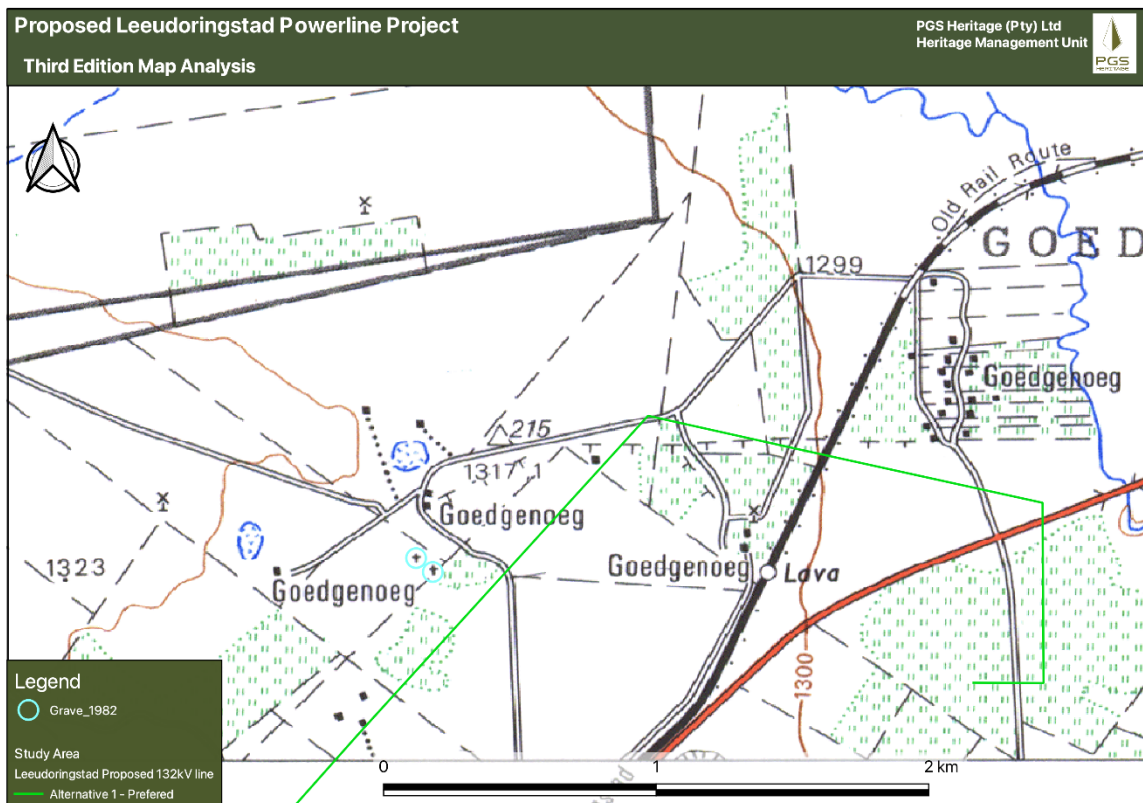 Proposed Leeudoringstad Powerline Project
Third Edition Map Analysis
PGS Heritage (Pty) Ltd
Heritage Management Unit
PGS
HERITAGE
Old Rail Route
GOED
1299
Goedgenoeg
215
1317,1
Goedgenoeg
Goedgenoeg
Lava
1323
Goedgenoeg
1300
Legend
Grave_1982
Study Area
Leeudoringstad Proposed 132kV line
Alternative 1 - Prefered
0
1
2 km